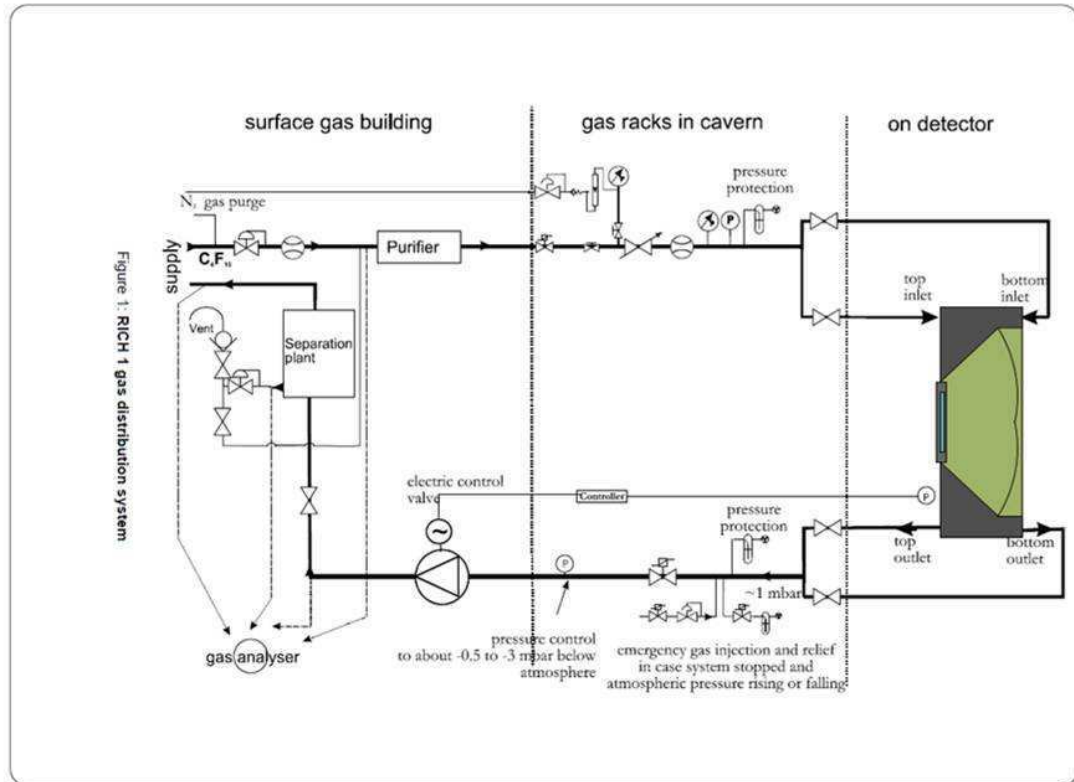 surface gas building
gas racks in cavern
on detector
N₂ gas purge
pressure
protection
C₄F₁₀
Purifier
supply
top
inlet
bottom
inlet
Vent
Separation
plant
Figure 1: RICH 1 gas distribution system
P
electric control
valve
Controller
P
pressure
protection
top
outlet
bottom
outlet
P
~1 mbar
pressure control
to about -0.5 to -3 mbar below
atmosphere
emergency gas injection and relief
in case system stopped and
atmospheric pressure rising or falling
gas analyser